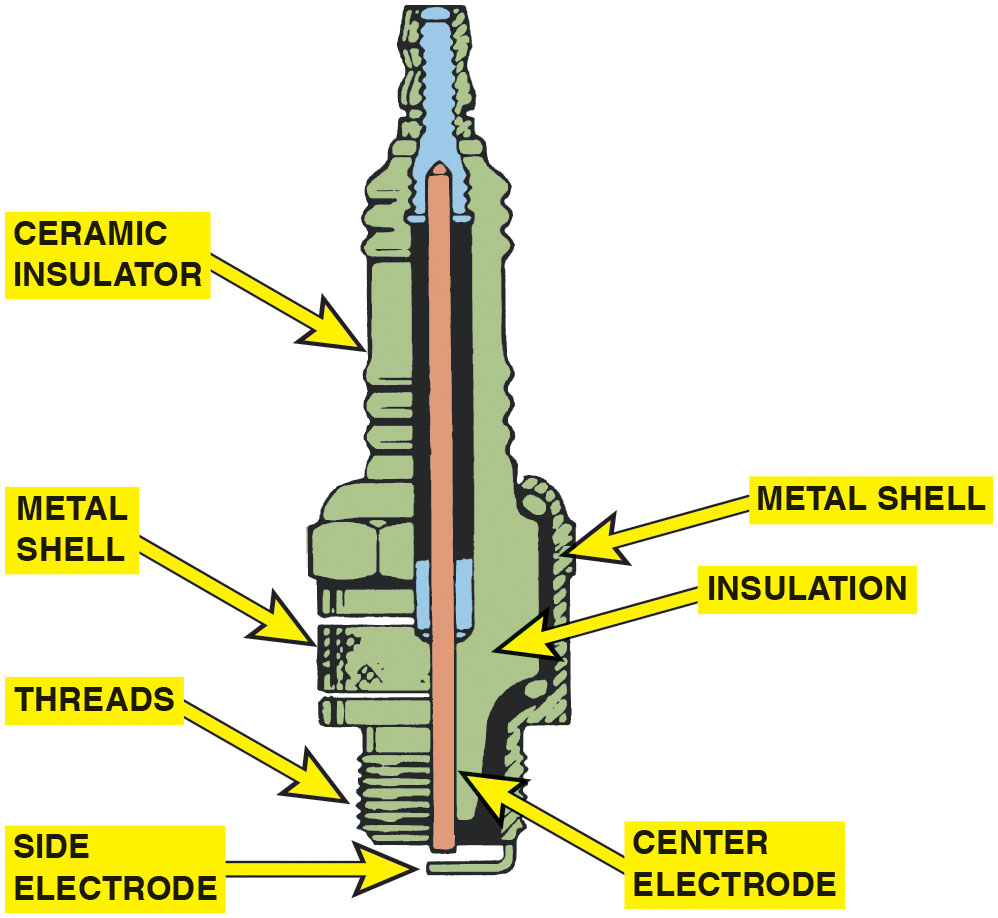 CERAMIC
INSULATOR
METAL
SHELL
METAL SHELL
INSULATION
THREADS
SIDE
ELECTRODE
CENTER
ELECTRODE